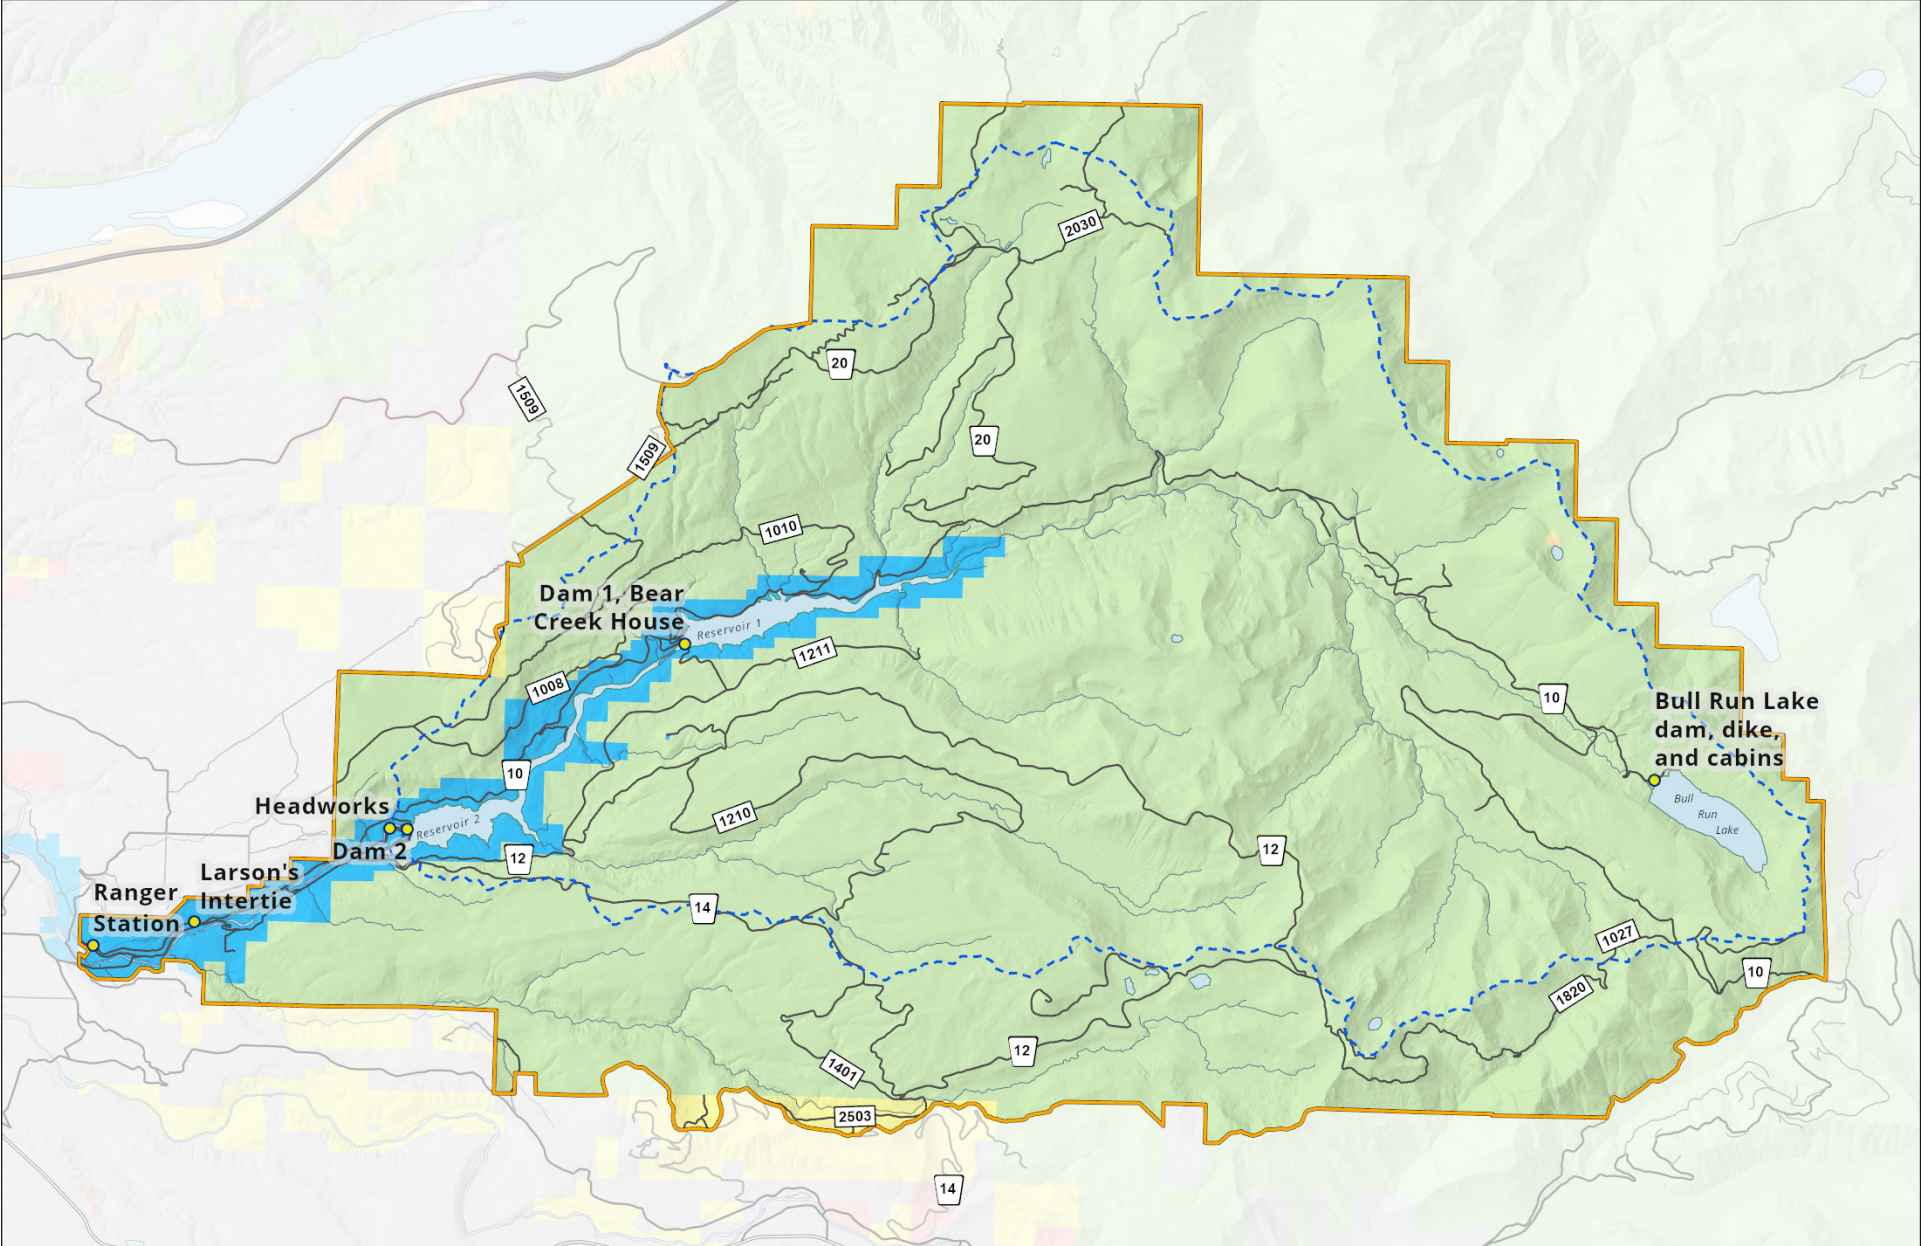 2030
20
1509
1509
20
1010
Dam 1, Bear
Creek House
Reservoir 1
1211
1008
10
Bull Run Lake
dam, dike,
and cabins
10
Headworks
Reservoir 2
Bull
Run
Lake
1210
Dam 2
12
12
Larson's
Intertie
Ranger
Station
14
1027
10
1820
12
1401
2503
14